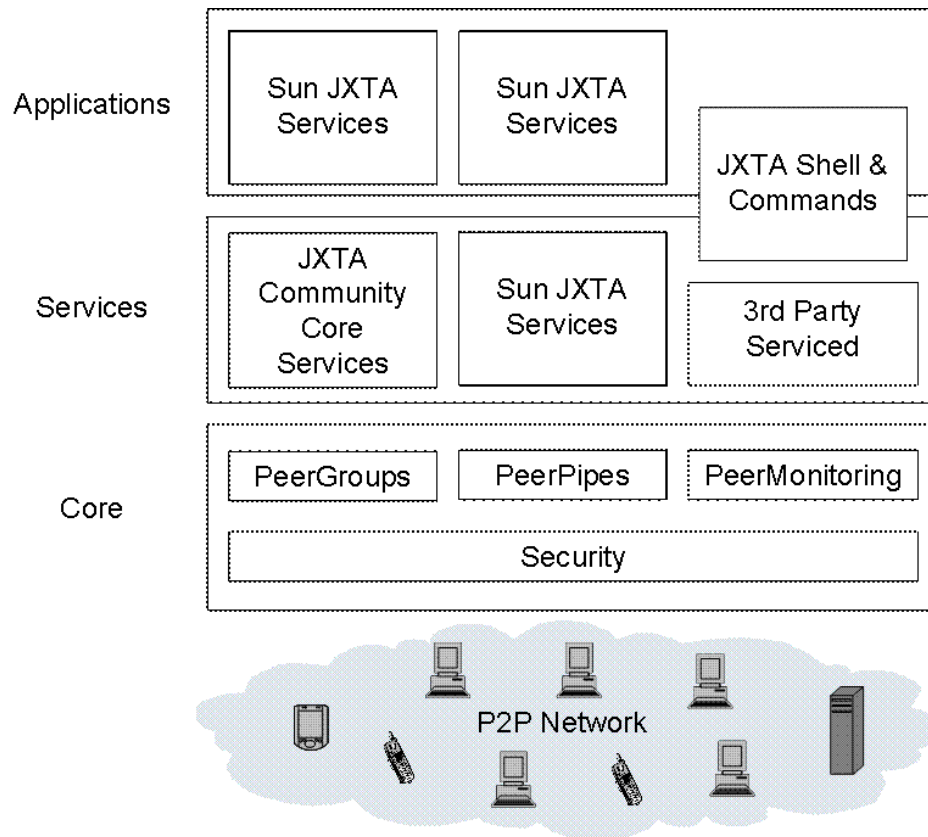 Applications
Sun JXTA
Services
Sun JXTA
Services
JXTA Shell &
Commands
Services
JXTA
Community
Core
Services
Sun JXTA
Services
3rd Party
Serviced
Core
PeerGroups
PeerPipes
PeerMonitoring
Security
P2P Network